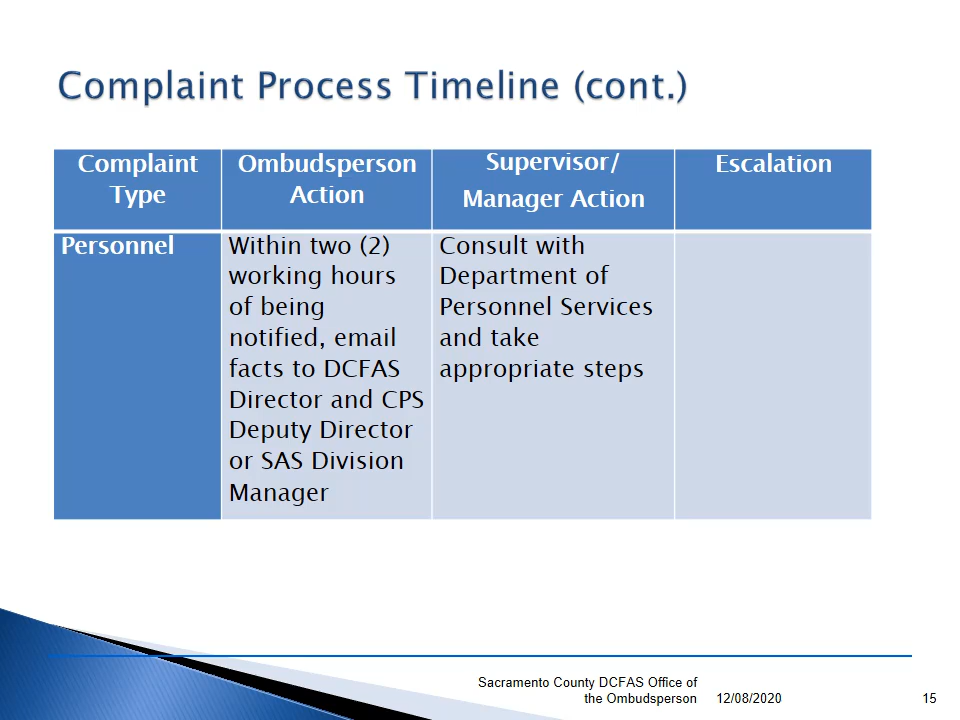 Complaint Process Timeline (cont.)
Complaint
Type
Ombudsperson
Action
Supervisor/
Manager Action
Escalation
Personnel
Within two (2)
working hours
of being
notified, email
facts to DCFAS
Director and CPS
Deputy Director
or SAS Division
Manager
Consult with
Department of
Personnel Services
and take
appropriate steps
Sacramento County DCFAS Office of
the Ombudsperson
12/08/2020
15